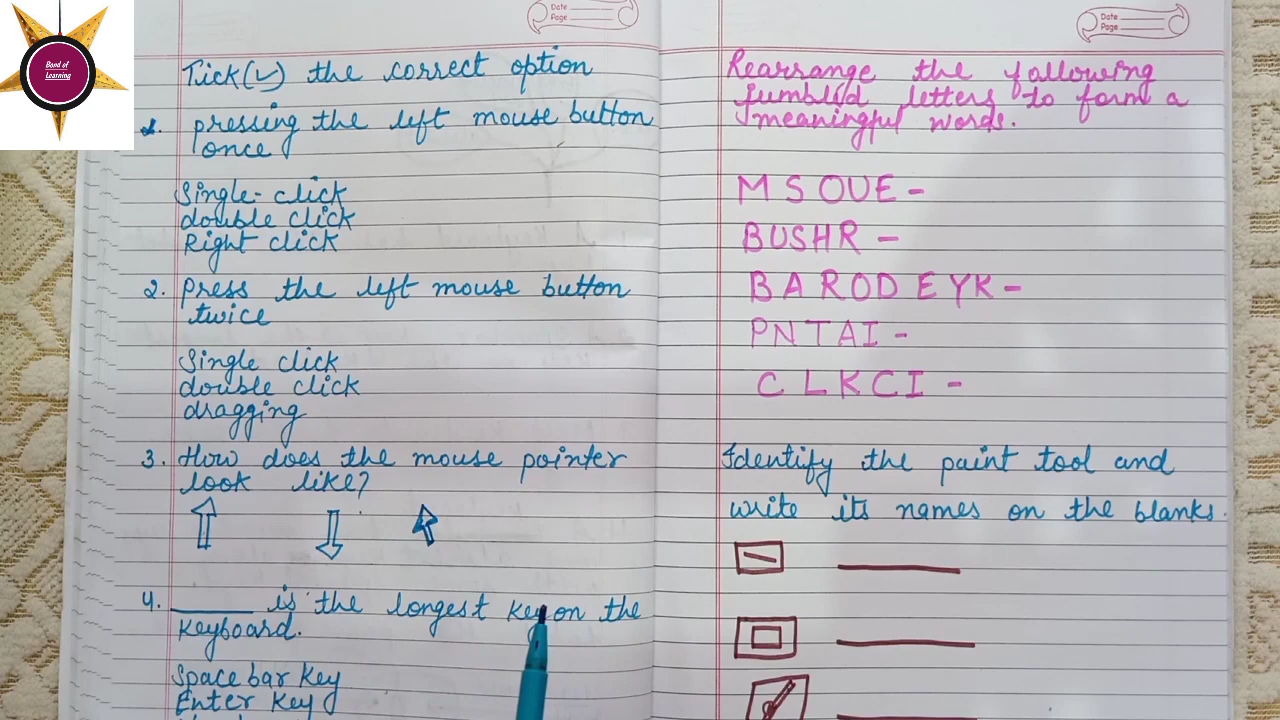 Band of
Learning
Date
Page
Tick(✓) the correct option
1. pressing the left mouse button
once
Single-click
double click
Right click
2. Press the left mouse button
twice
Single click
double click
dragging
3. How does the mouse pointer
look like?
4. ______ is the longest key on the
keyboard.
Spacebar key
Enter key
Date
Page
Rearrange the following
Jumbled letters to form a
meaningful words.
M S O U E -
BUSHR -
B A R O D E Y K -
P N T A I -
C L K C I -
Identify the paint tool and
write its names on the blanks.